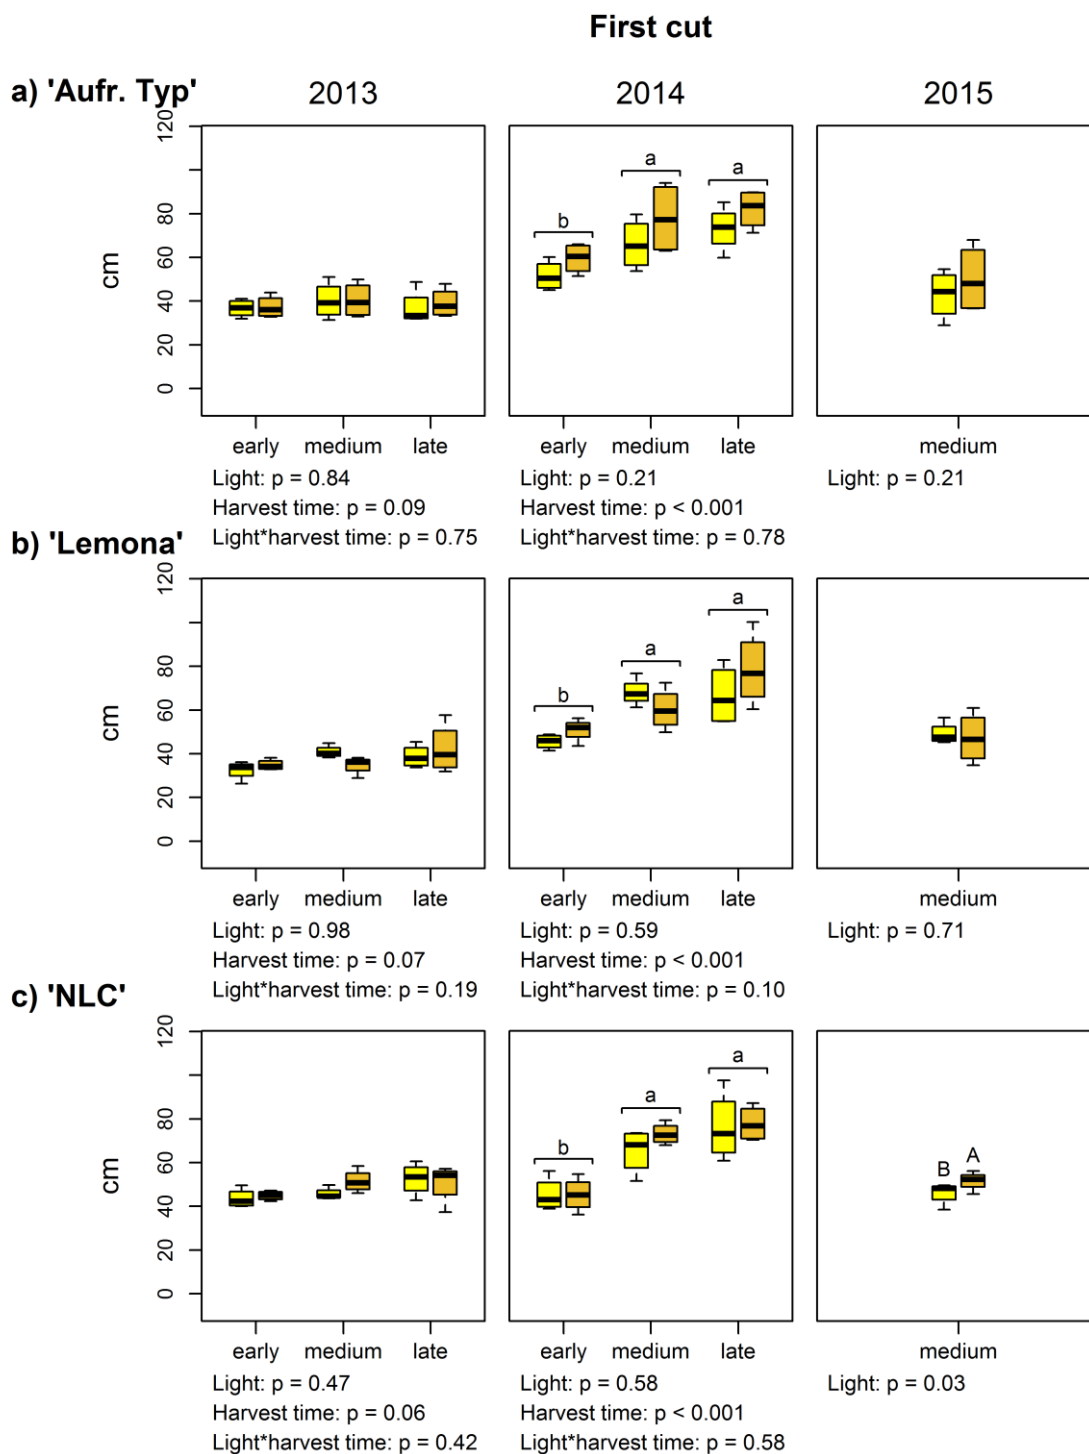 First cut
a) 'Aufr. Typ' 2013 2014 2015
120
80
60
40
20
0
cm
b
a
a
early medium late
early medium late
medium
Light: p = 0.84
Harvest time: p = 0.09
Light*harvest time: p = 0.75
Light: p = 0.21
Harvest time: p < 0.001
Light*harvest time: p = 0.78
Light: p = 0.21
b) 'Lemona'
120
80
60
40
20
0
cm
b
a
a
early medium late
early medium late
medium
Light: p = 0.98
Harvest time: p = 0.07
Light*harvest time: p = 0.19
Light: p = 0.59
Harvest time: p < 0.001
Light*harvest time: p = 0.10
Light: p = 0.71
c) 'NLC'
120
80
60
40
20
0
cm
b
a
a
B A
early medium late
early medium late
medium
Light: p = 0.47
Harvest time: p = 0.06
Light*harvest time: p = 0.42
Light: p = 0.58
Harvest time: p < 0.001
Light*harvest time: p = 0.58
Light: p = 0.03